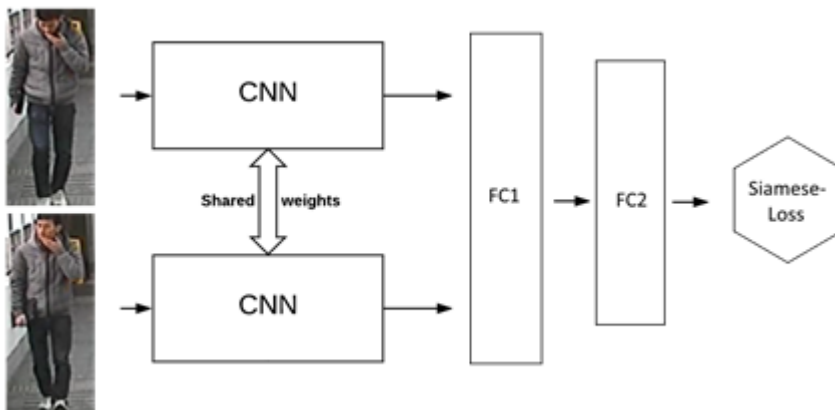 CNN
Shared weights
CNN
FC1
FC2
Siamese-
Loss